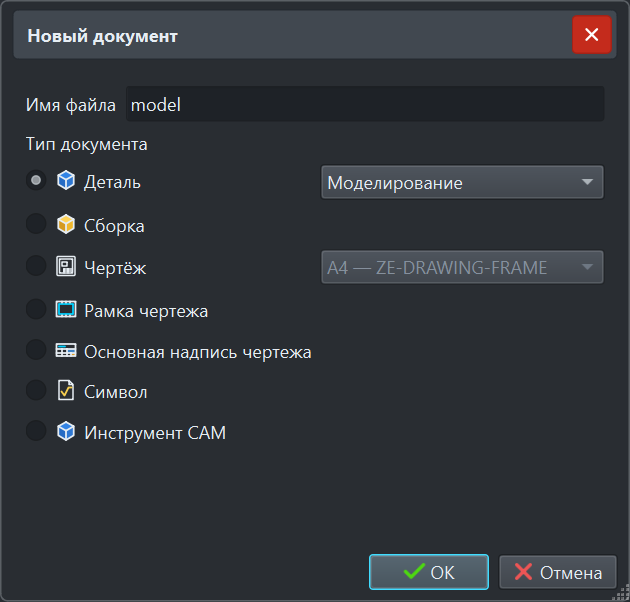 Новый документ
Имя файла model
Тип документа
Деталь Моделирование
Сборка
Чертёж A4 — ZE-DRAWING-FRAME
Рамка чертежа
Основная надпись чертежа
Символ
Инструмент CAM
OK Отмена